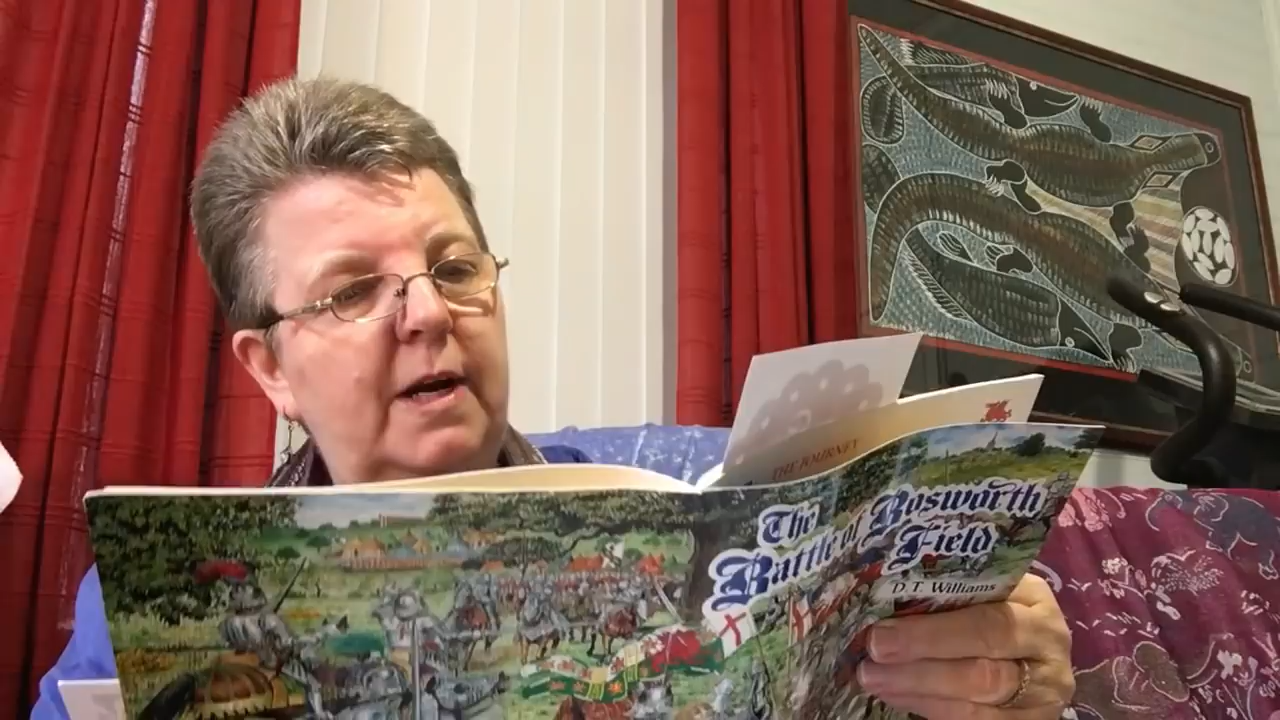 THE JOURNEY
The
Battle of Bosworth
Field
D. T. Williams